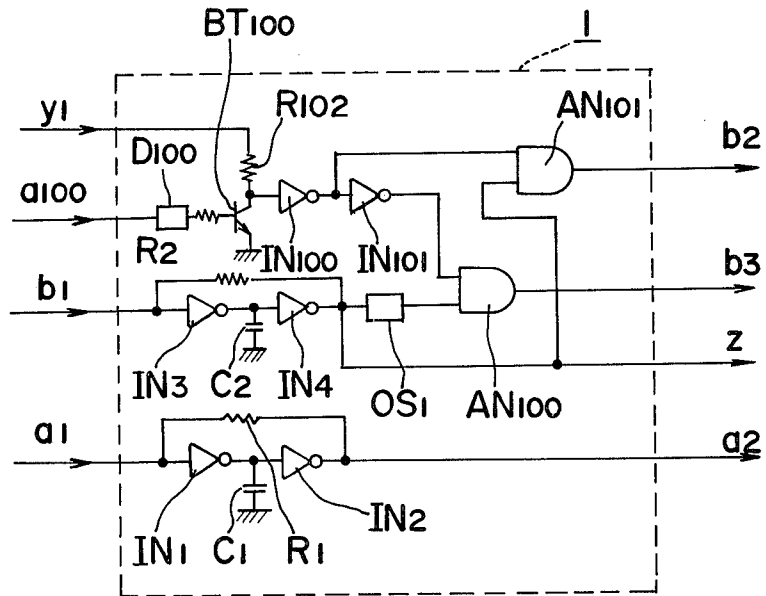 BT100
1
y1
R102
AN101
D100
b2
a100
R2
IN100
IN101
b1
b3
z
IN3
C2
IN4
OS1
AN100
a1
a2
IN1
C1
R1
IN2